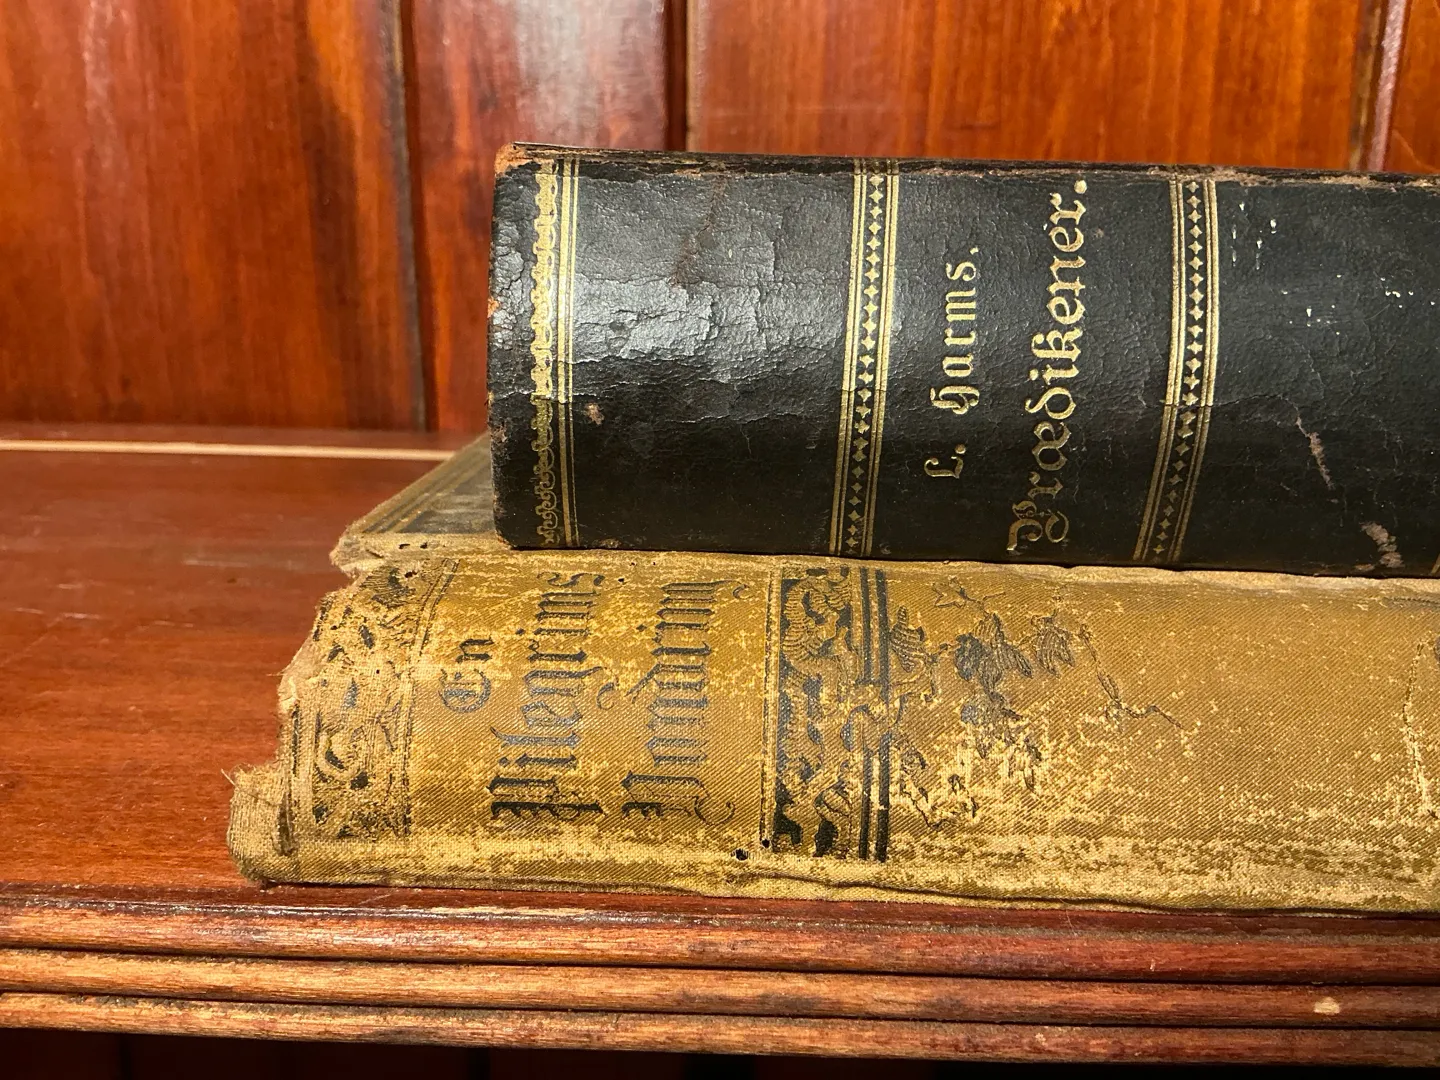 L. Harms.
Prædikener.
En
Pilegrims
Vandring